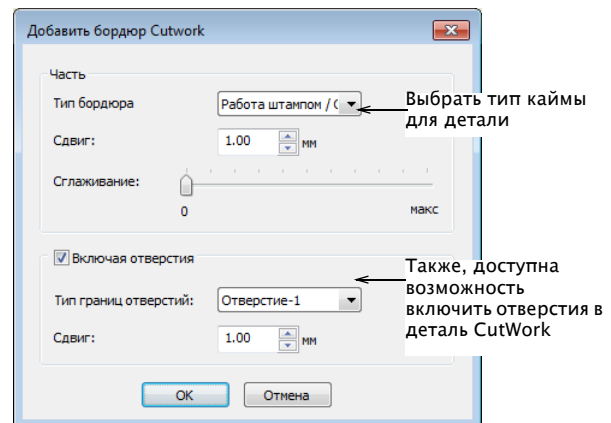 Добавить бордюр Cutwork
Часть
Тип бордюра
Работа штампом / С
Выбрать тип каймы
для детали
Сдвиг:
1.00
мм
Сглаживание:
0
макс
Включая отверстия
Также, доступна
возможность
включить отверстия в
деталь CutWork
Тип границ отверстий:
Отверстие-1
Сдвиг:
1.00
мм
OK
Отмена